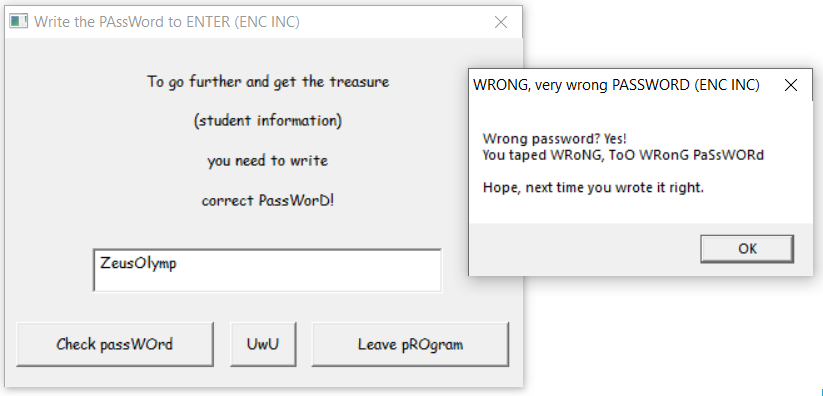 Write the PAssWord to ENTER (ENC INC)
To go further and get the treasure
(student information)
you need to write
correct PassWorD!
ZeusOlymp
Check passWOrd
UwU
Leave pROgram
WRONG, very wrong PASSWORD (ENC INC)
Wrong password? Yes!
You taped WRoNG, ToO WRonG PaSsWORd
Hope, next time you wrote it right.
OK